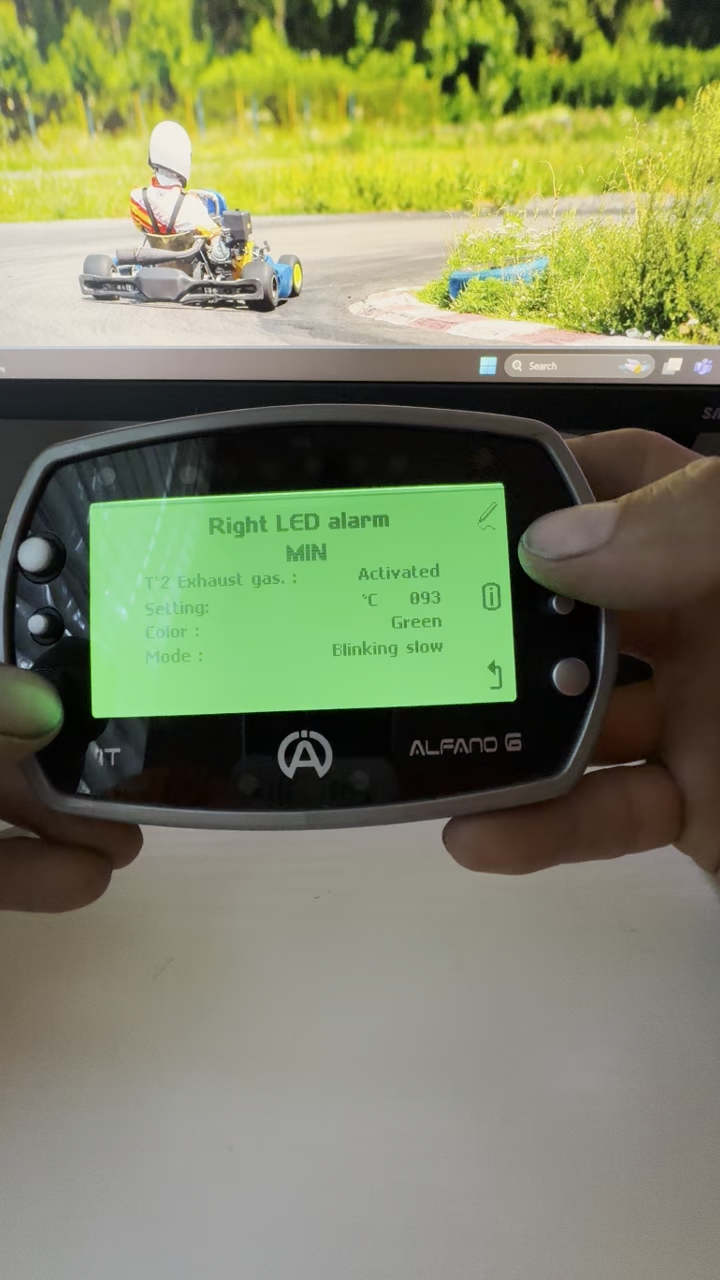 Search
Right LED alarm
MIN
T°2 Exhaust gas. : Activated
Setting: °C 093
Color : Green
Mode : Blinking slow
ALFANO 6